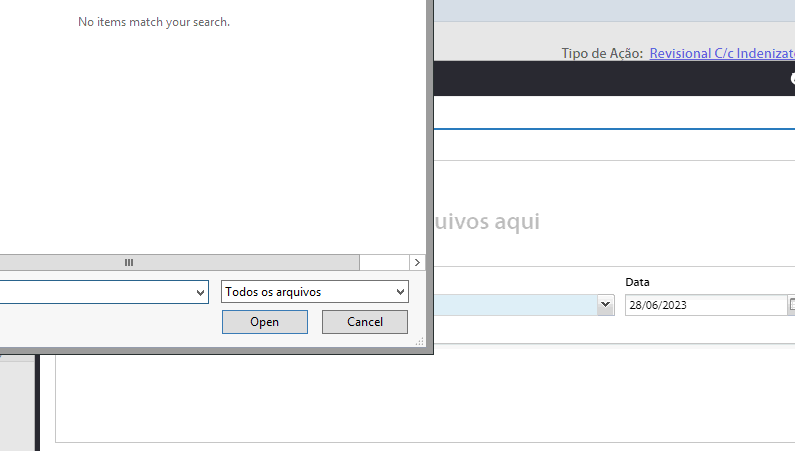 No items match your search.
Tipo de Ação: Revisional C/c
uivos aqui
Todos os arquivos
Open
Cancel
Data
28/06/2023